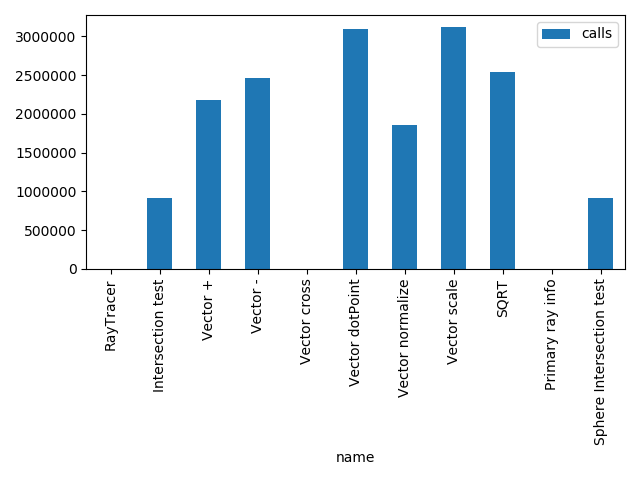 calls
3000000
2500000
2000000
1500000
1000000
500000
0
RayTracer
Intersection test
Vector +
Vector -
Vector cross
Vector dotPoint
Vector normalize
Vector scale
SQRT
Primary ray info
Sphere Intersection test
name